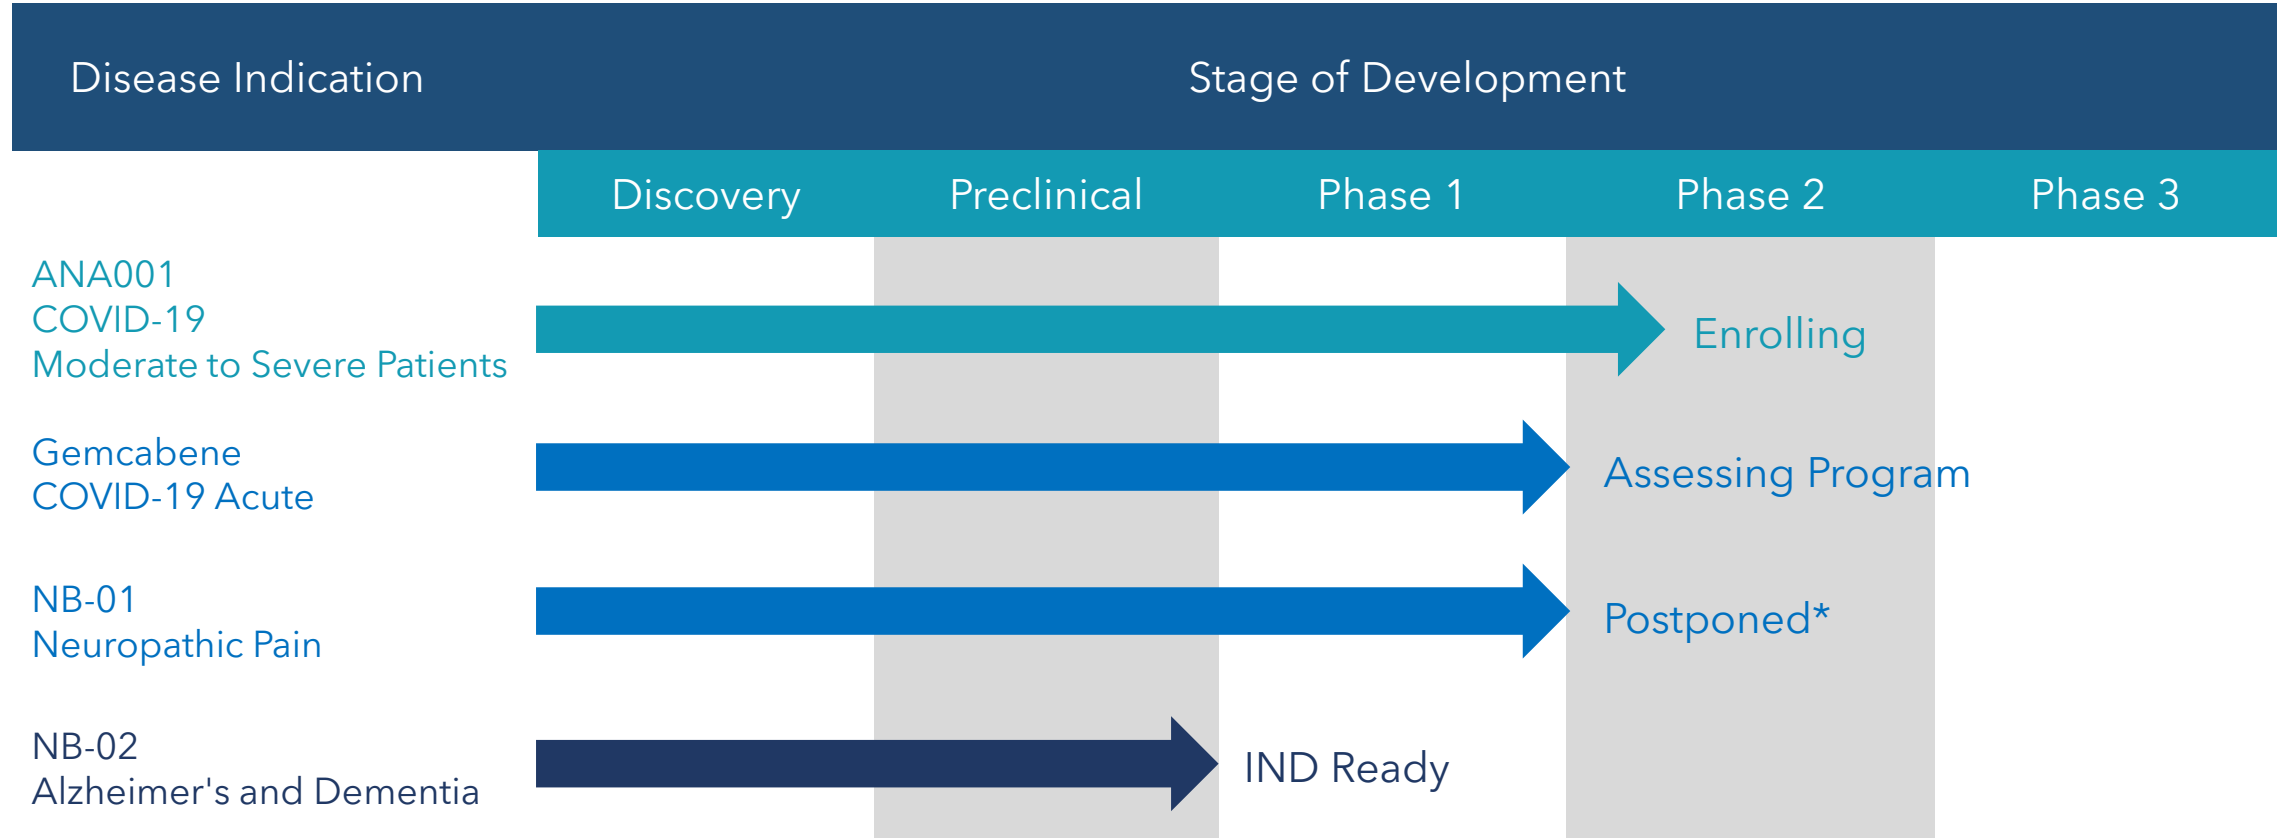 Disease Indication
Stage of Development
Discovery
Preclinical
Phase 1
Phase 2
Phase 3
ANA001
COVID-19
Moderate to Severe Patients
Enrolling
Gemcabene
COVID-19 Acute
Assessing Program
NB-01
Neuropathic Pain
Postponed*
NB-02
Alzheimer's and Dementia
IND Ready